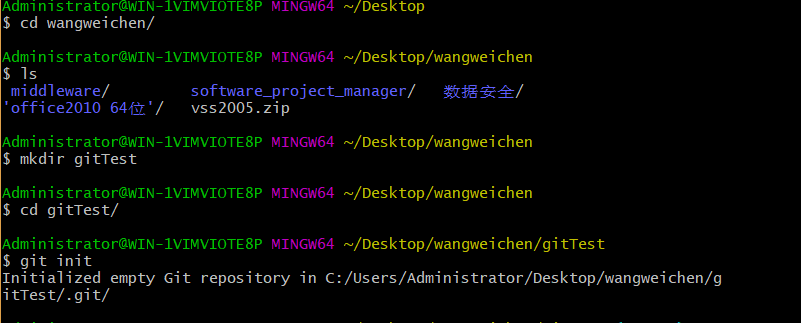 Administrator@WIN-1VIMVIOTE8P MINGW64 ~/Desktop
$ cd wangweichen/
Administrator@WIN-1VIMVIOTE8P MINGW64 ~/Desktop/wangweichen
$ ls
middleware/ software_project_manager/ 数据安全/
'office2010 64位'/ vss2005.zip
Administrator@WIN-1VIMVIOTE8P MINGW64 ~/Desktop/wangweichen
$ mkdir gitTest
Administrator@WIN-1VIMVIOTE8P MINGW64 ~/Desktop/wangweichen
$ cd gitTest/
Administrator@WIN-1VIMVIOTE8P MINGW64 ~/Desktop/wangweichen/gitTest
$ git init
Initialized empty Git repository in C:/Users/Administrator/Desktop/wangweichen/g
itTest/.git/